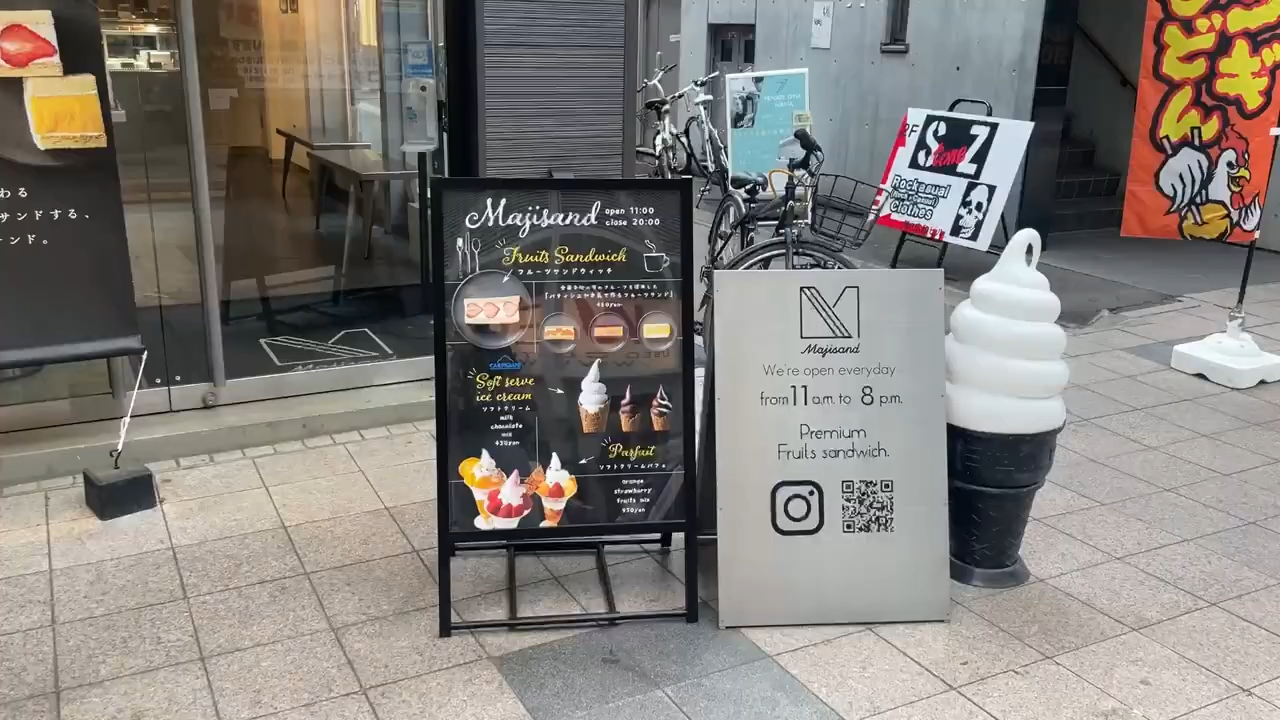 わる
サンドする、
ンド。
Majisand
open 11:00
close 20:00
Fruits Sandwich
フルーツサンドウィッチ
Soft serve
ice cream
ソフトクリーム
milk
chocolate
mix
430yen
Parfait
ソフトクリームパフェ
orange
strawberry
fruits mix
930yen
Majisand
We're open everyday
from 11 a.m. to 8 p.m.
Premium
Fruits sandwich.
2F
S Z
Rockasual
Clothes